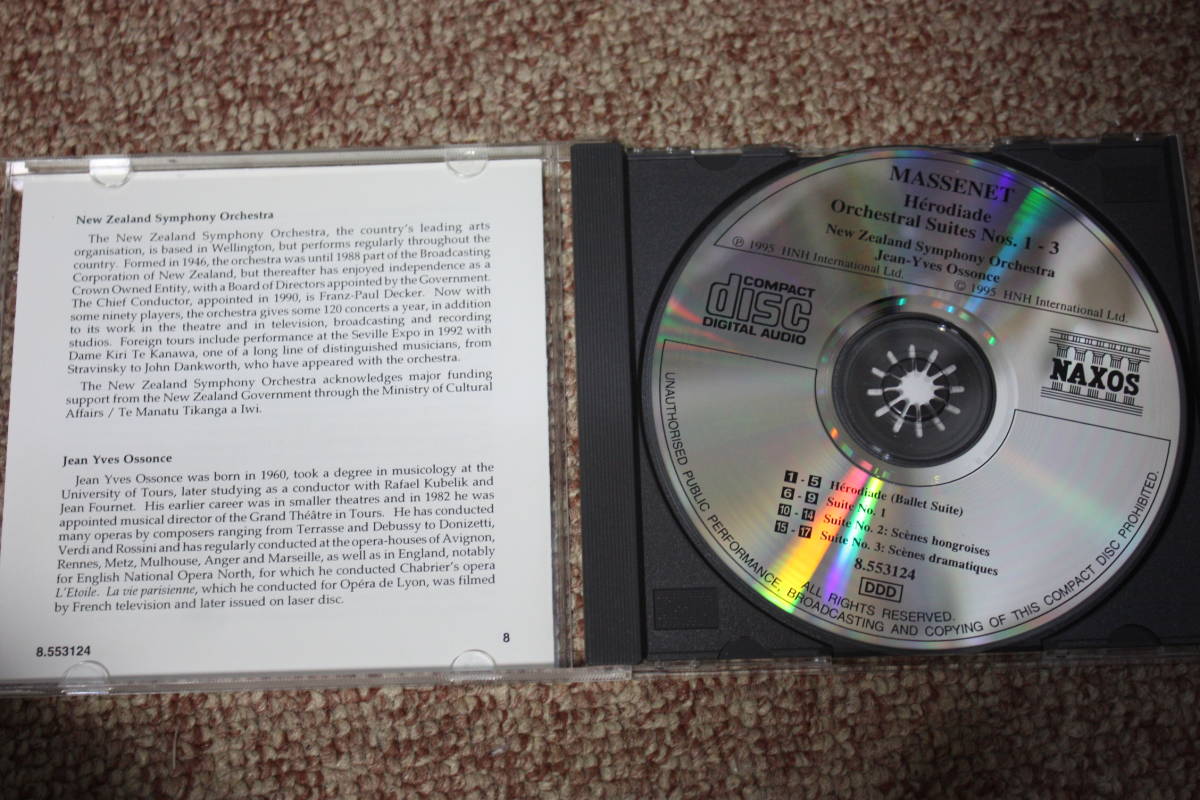 New Zealand Symphony Orchestra
The New Zealand Symphony Orchestra, the country's leading arts
organisation, is based in Wellington, but performs regularly throughout the
country. Formed in 1946, the orchestra was until 1988 part of the Broadcasting
Corporation of New Zealand, but thereafter has enjoyed independence as a
Crown Owned Entity, with a Board of Directors appointed by the Government.
The Chief Conductor, appointed in 1990, is Franz-Paul Decker. Now with
some ninety players, the orchestra gives some 120 concerts a year, in addition
to its work in the theatre and in television, broadcasting and recording
studios. Foreign tours include performance at the Seville Expo in 1992 with
Dame Kiri Te Kanawa, one of a long line of distinguished musicians, from
Stravinsky to John Dankworth, who have appeared with the orchestra.
The New Zealand Symphony Orchestra acknowledges major funding
support from the New Zealand Government through the Ministry of Cultural
Affairs / Te Manatu Tikanga a Iwi.
Jean Yves Ossonce
Jean Yves Ossonce was born in 1960, took a degree in musicology at the
University of Tours, later studying as a conductor with Rafael Kubelik and
Jean Fournet. His earlier career was in smaller theatres and in 1982 he was
appointed musical director of the Grand Théâtre in Tours. He has conducted
many operas by composers ranging from Terrasse and Debussy to Donizetti,
Verdi and Rossini and has regularly conducted at the opera-houses of Avignon,
Rennes, Metz, Mulhouse, Anger and Marseille, as well as in England, notably
for English National Opera North, for which he conducted Chabrier's opera
L'Etoile. La vie parisienne, which he conducted for Opéra de Lyon, was filmed
by French television and later issued on laser disc.
8.553124
8
MASSENET
Hérodiade
Orchestral Suites Nos. 1 - 3
New Zealand Symphony Orchestra
Jean-Yves Ossonce
℗ 1995 HNH International Ltd.
© 1995 HNH International Ltd.
COMPACT
disc
DIGITAL AUDIO
NAXOS
1 - 5 Hérodiade (Ballet Suite)
6 - 9 Suite No. 1
10 - 14 Suite No. 2: Scènes hongroises
15 - 17 Suite No. 3: Scènes dramatiques
8.553124
DDD
ALL RIGHTS RESERVED.
UNAUTHORISED PUBLIC PERFORMANCE, BROADCASTING AND COPYING OF THIS COMPACT DISC PROHIBITED.